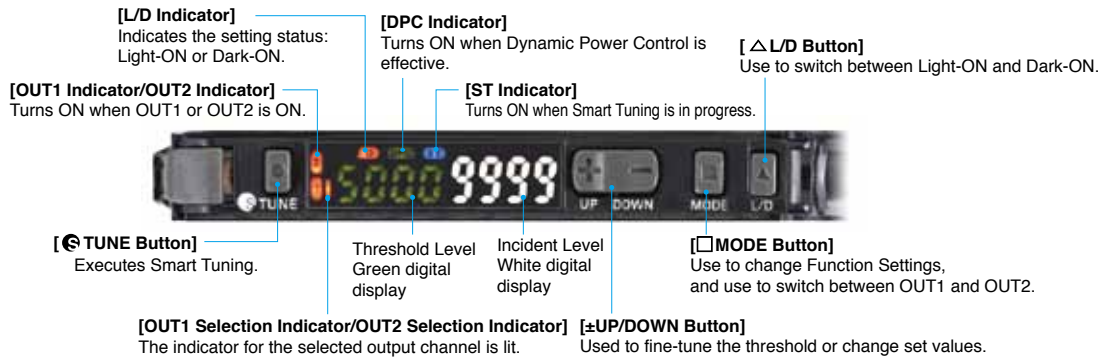 [L/D Indicator]
Indicates the setting status:
Light-ON or Dark-ON.
[DPC Indicator]
Turns ON when Dynamic Power Control is
effective.
[ △L/D Button]
Use to switch between Light-ON and Dark-ON.
[OUT1 Indicator/OUT2 Indicator]
Turns ON when OUT1 or OUT2 is ON.
[ST Indicator]
Turns ON when Smart Tuning is in progress.
5000 9999
TUNE
UP DOWN
MODE
L/D
[ TUNE Button]
Executes Smart Tuning.
Threshold Level
Green digital
display
Incident Level
White digital
display
[□MODE Button]
Use to change Function Settings,
and use to switch between OUT1 and OUT2.
[OUT1 Selection Indicator/OUT2 Selection Indicator]
The indicator for the selected output channel is lit.
[±UP/DOWN Button]
Used to fine-tune the threshold or change set values.